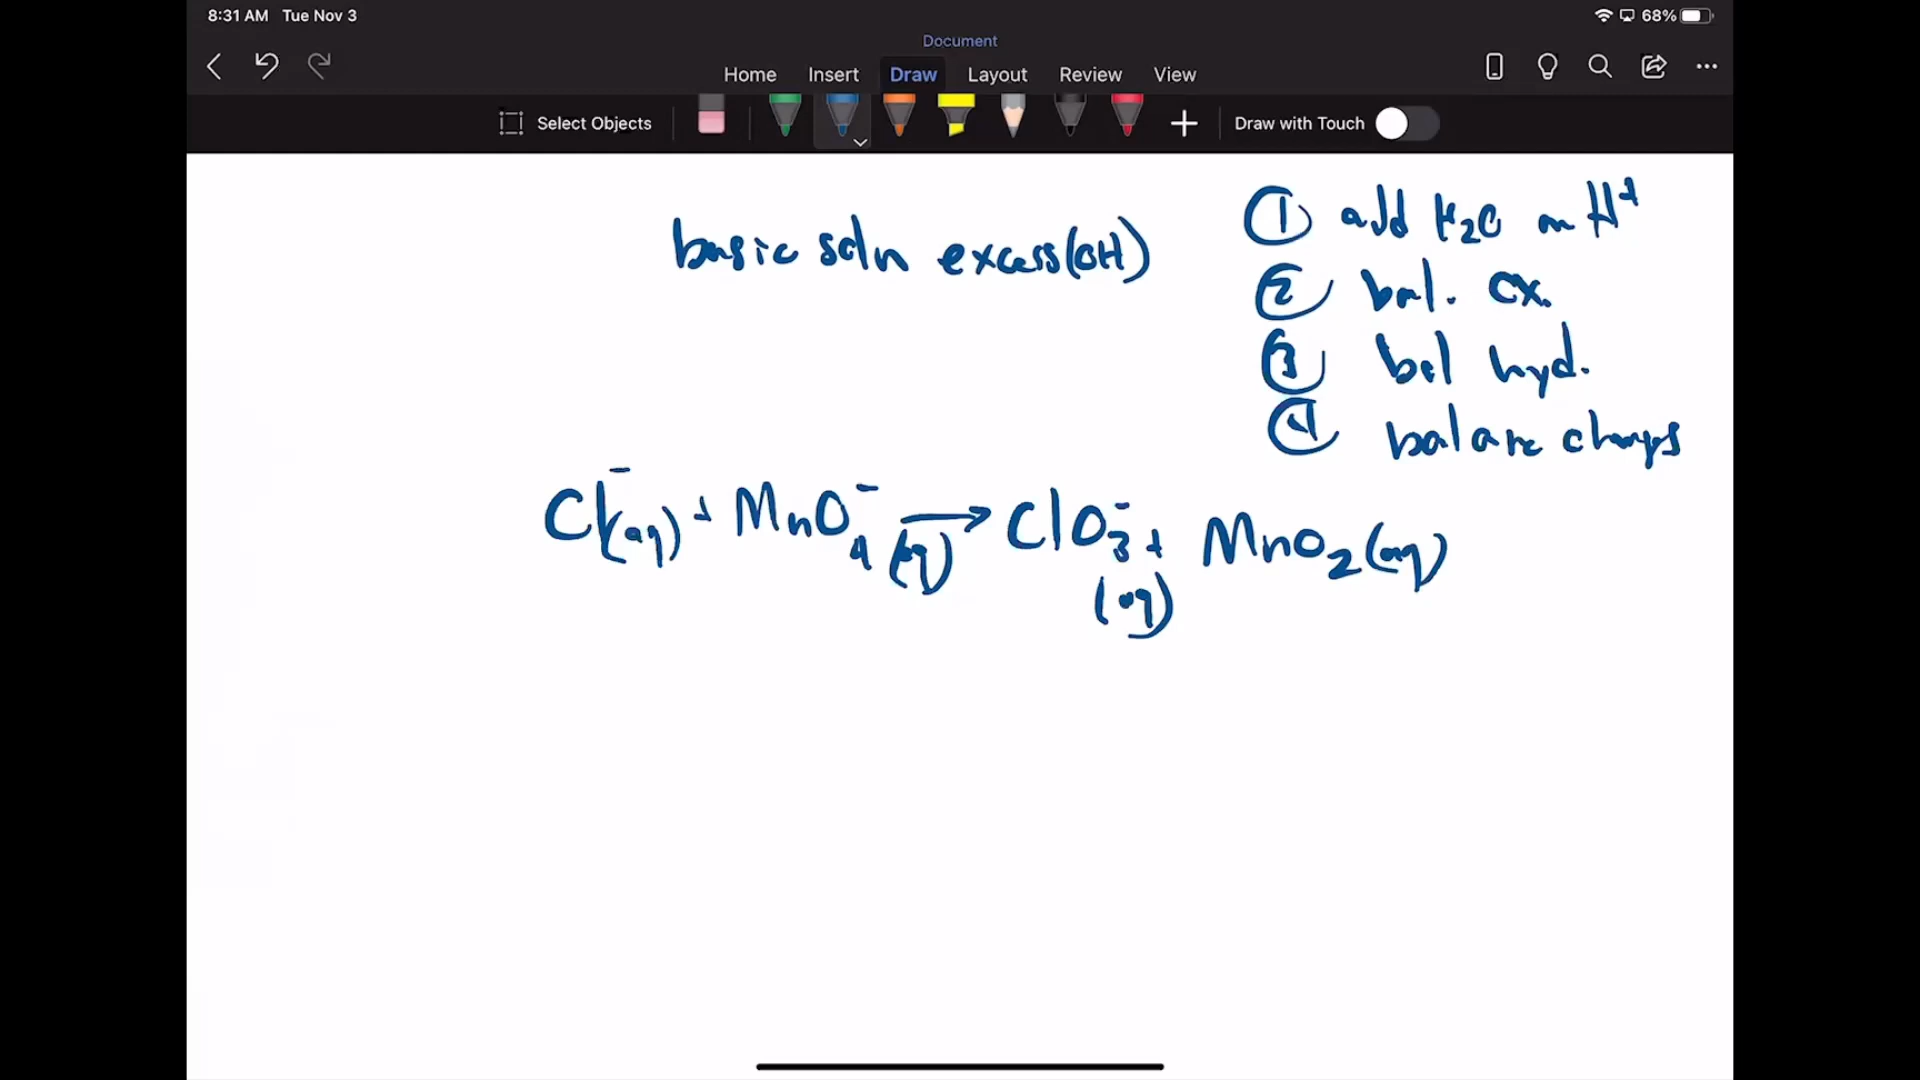 8:31 AM Tue Nov 3
68%
Document
Home Insert Draw Layout Review View
Select Objects
Draw with Touch
basic soln excess (OH)
① add H₂O on H⁺
② bal. ox.
③ bal hyd.
④ balance charges
Cl⁻(aq) + MnO₄⁻(aq) → ClO₃⁻(aq) + MnO₂(aq)